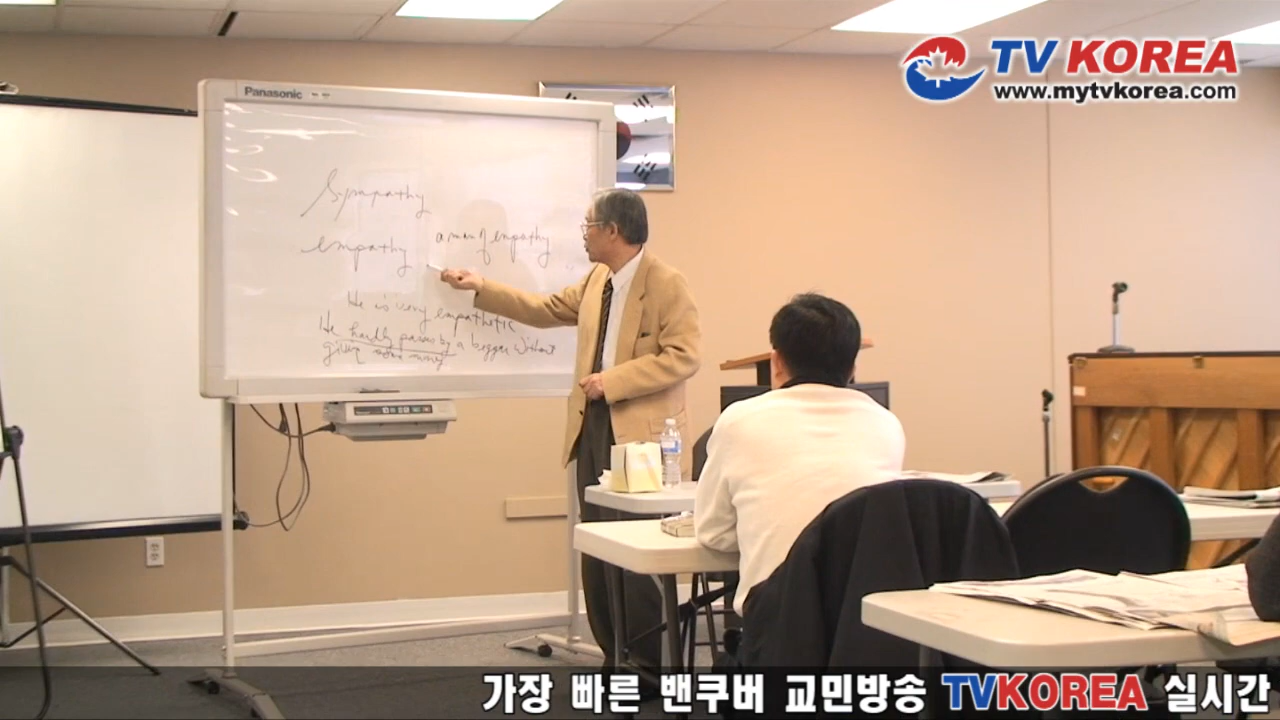 TV KOREA
www.mytvkorea.com
Panasonic
Sympathy
empathy
a man of empathy
He is very empathetic
He hardly passes by a beggar without
giving some money
가장 빠른 밴쿠버 교민방송 TVKOREA 실시간